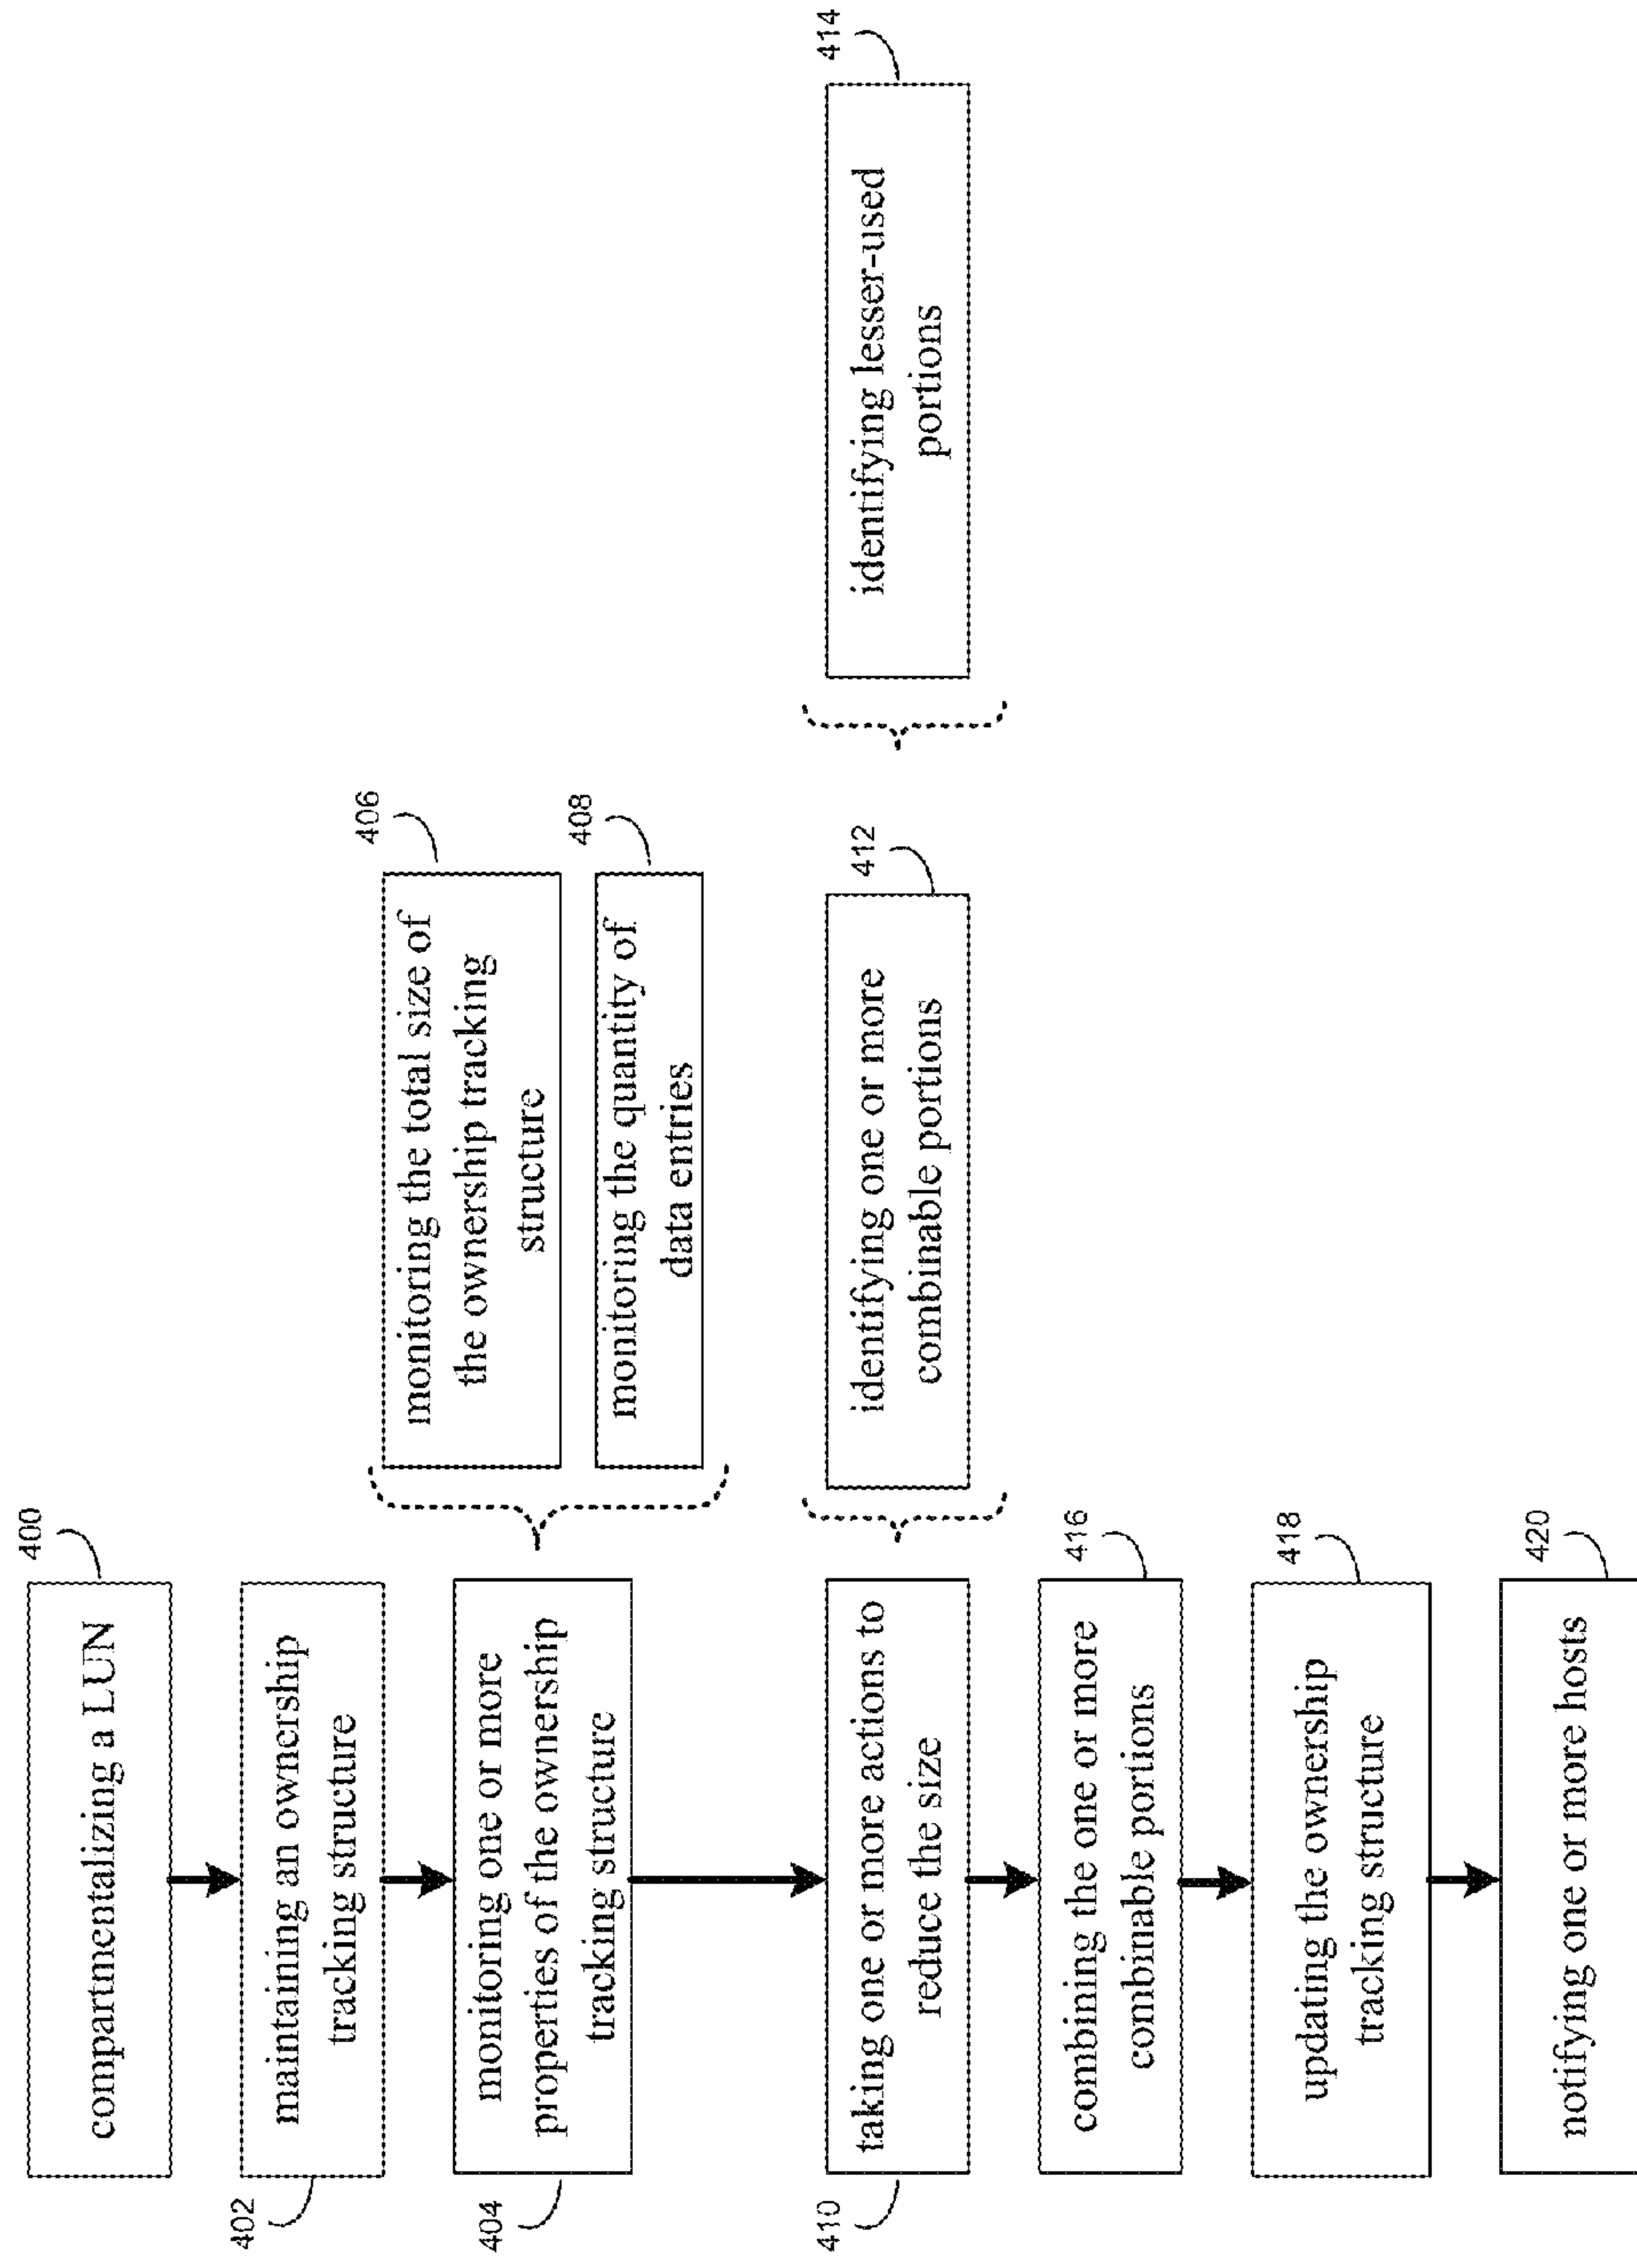 400
compartmentalizing a LUN
402
maintaining an ownership
tracking structure
404
monitoring one or more
properties of the ownership
tracking structure
406
monitoring the total size of
the ownership tracking
structure
408
monitoring the quantity of
data entries
410
taking one or more actions to
reduce the size
412
identifying one or more
combinable portions
414
identifying lesser-used
portions
416
combining the one or more
combinable portions
418
updating the ownership
tracking structure
420
notifying one or more hosts